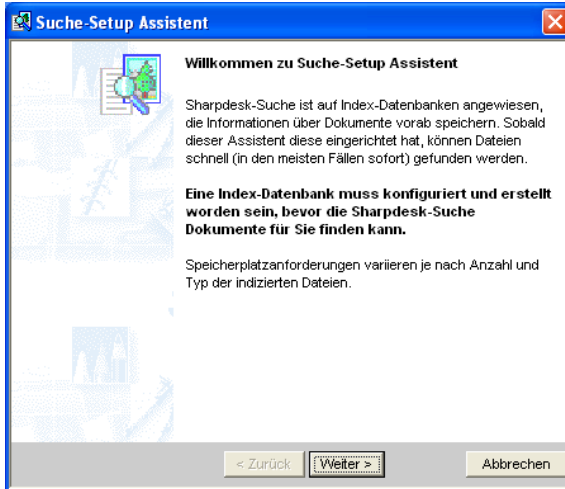 Suche-Setup Assistent
Willkommen zu Suche-Setup Assistent
Sharpdesk-Suche ist auf Index-Datenbanken angewiesen,
die Informationen über Dokumente vorab speichern. Sobald
dieser Assistent diese eingerichtet hat, können Dateien
schnell (in den meisten Fällen sofort) gefunden werden.
Eine Index-Datenbank muss konfiguriert und erstellt
worden sein, bevor die Sharpdesk-Suche
Dokumente für Sie finden kann.
Speicherplatzanforderungen variieren je nach Anzahl und
Typ der indizierten Dateien.
< Zurück Weiter > Abbrechen